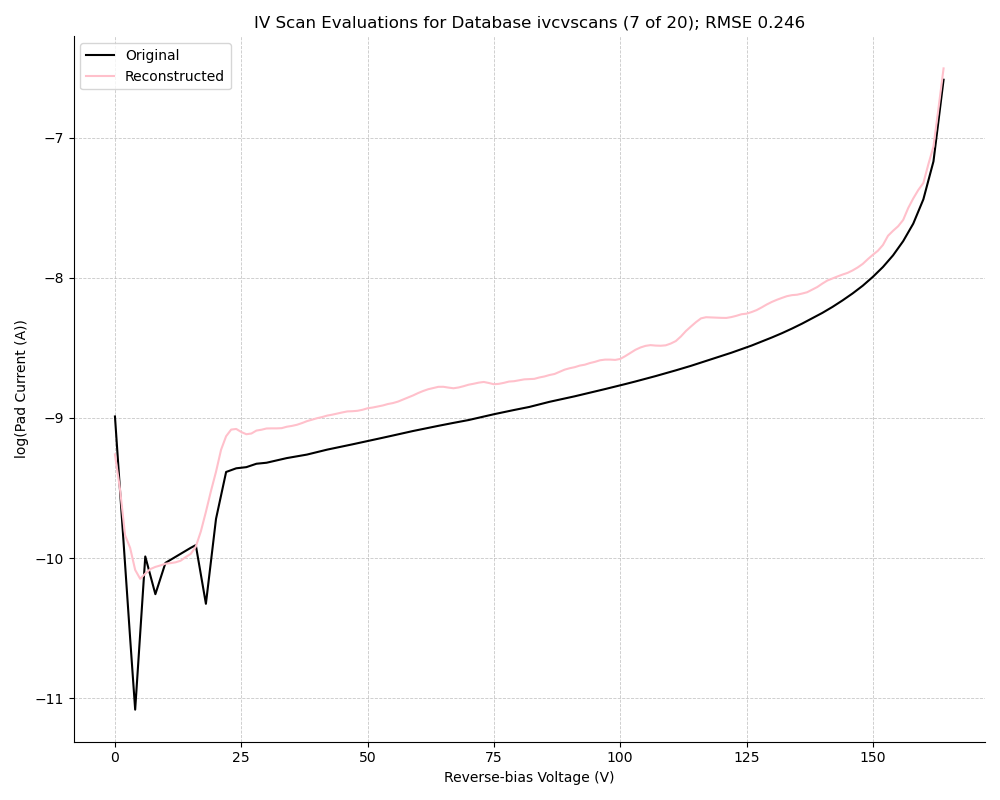 IV Scan Evaluations for Database ivcvscans (7 of 20); RMSE 0.246
Original
Reconstructed
log(Pad Current (A))
−7
−8
−9
−10
−11
0
25
50
75
100
125
150
Reverse-bias Voltage (V)